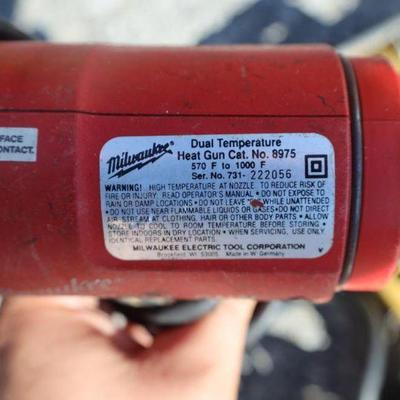 FACE
CONTACT.
Milwaukee
Dual Temperature
Heat Gun Cat. No. 8975
570 F to 1000 F
Ser. No. 731- 222056
WARNING! HIGH TEMPERATURE AT NOZZLE. TO REDUCE RISK OF
FIRE OR INJURY: READ OPERATOR'S MANUAL • DO NOT EXPOSE TO
RAIN OR DAMP LOCATIONS • DO NOT LEAVE WHILE UNATTENDED
• DO NOT USE NEAR FLAMMABLE LIQUIDS OR GASES • DO NOT DIRECT
AIR STREAM AT CLOTHING, HAIR OR OTHER BODY PARTS • ALLOW
NOZZLE TO COOL TO ROOM TEMPERATURE BEFORE STORING •
STORE INDOORS IN DRY LOCATION • WHEN SERVICING, USE ONLY
IDENTICAL REPLACEMENT PARTS.
MILWAUKEE ELECTRIC TOOL CORPORATION
Brookfield, WI 53005 Made in W. Germany
V
Milwaukee